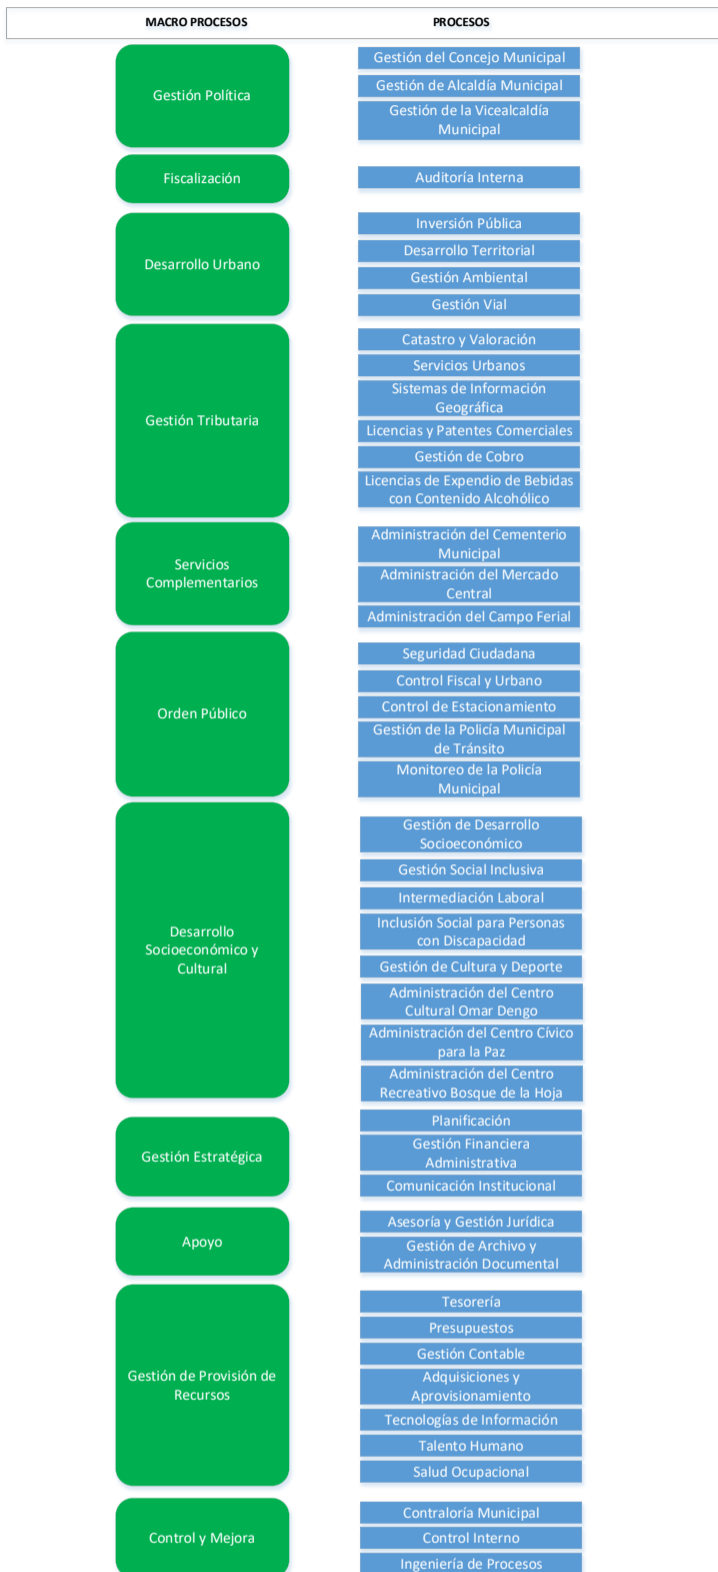 MACRO PROCESOS
PROCESOS
Gestión Política
Gestión del Concejo Municipal
Gestión de Alcaldía Municipal
Gestión de la Vicealcaldía
Municipal
Fiscalización
Auditoría Interna
Desarrollo Urbano
Inversión Pública
Desarrollo Territorial
Gestión Ambiental
Gestión Vial
Gestión Tributaria
Catastro y Valoración
Servicios Urbanos
Sistemas de Información
Geográfica
Licencias y Patentes Comerciales
Gestión de Cobro
Licencias de Expendio de Bebidas
con Contenido Alcohólico
Servicios
Complementarios
Administración del Cementerio
Municipal
Administración del Mercado
Central
Administración del Campo Ferial
Orden Público
Seguridad Ciudadana
Control Fiscal y Urbano
Control de Estacionamiento
Gestión de la Policía Municipal
de Tránsito
Monitoreo de la Policía
Municipal
Desarrollo
Socioeconómico y
Cultural
Gestión de Desarrollo
Socioeconómico
Gestión Social Inclusiva
Intermediación Laboral
Inclusión Social para Personas
con Discapacidad
Gestión de Cultura y Deporte
Administración del Centro
Cultural Omar Dengo
Administración del Centro Cívico
para la Paz
Administración del Centro
Recreativo Bosque de la Hoja
Gestión Estratégica
Planificación
Gestión Financiera
Administrativa
Comunicación Institucional
Apoyo
Asesoría y Gestión Jurídica
Gestión de Archivo y
Administración Documental
Gestión de Provisión de
Recursos
Tesorería
Presupuestos
Gestión Contable
Adquisiciones y
Aprovisionamiento
Tecnologías de Información
Talento Humano
Salud Ocupacional
Control y Mejora
Contraloría Municipal
Control Interno
Ingeniería de Procesos